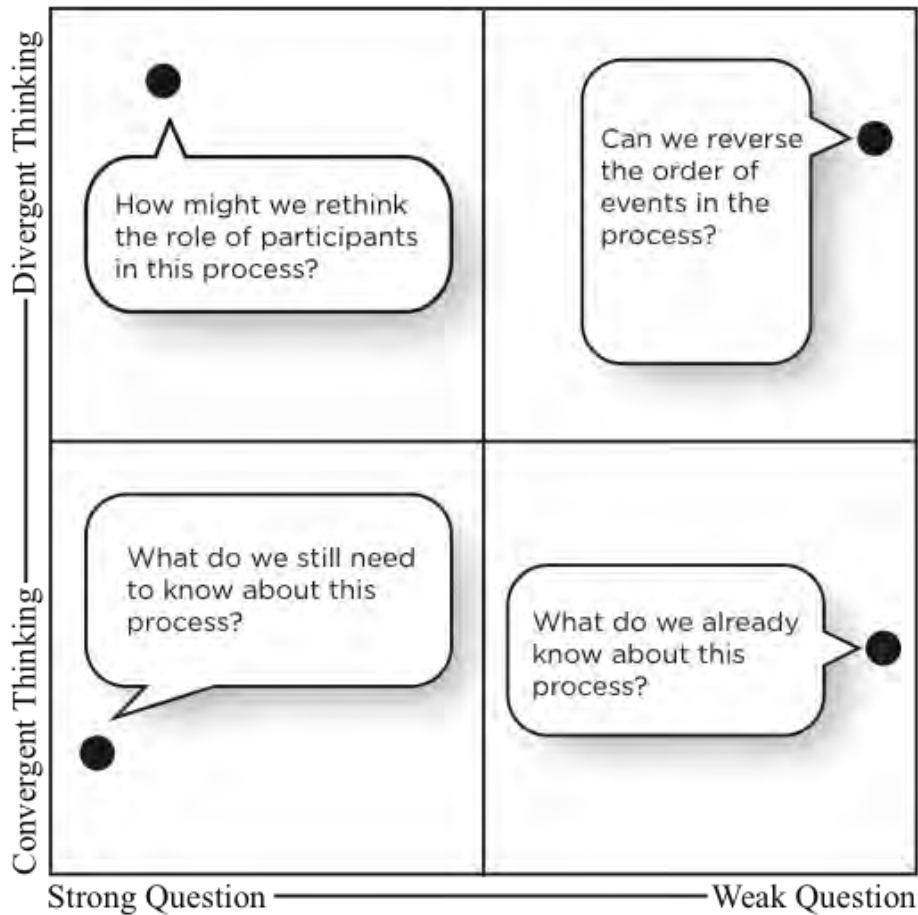 Divergent Thinking
Convergent Thinking
How might we rethink
the role of participants
in this process?
Can we reverse
the order of
events in the
process?
What do we still need
to know about this
process?
What do we already
know about this
process?
Strong Question
Weak Question